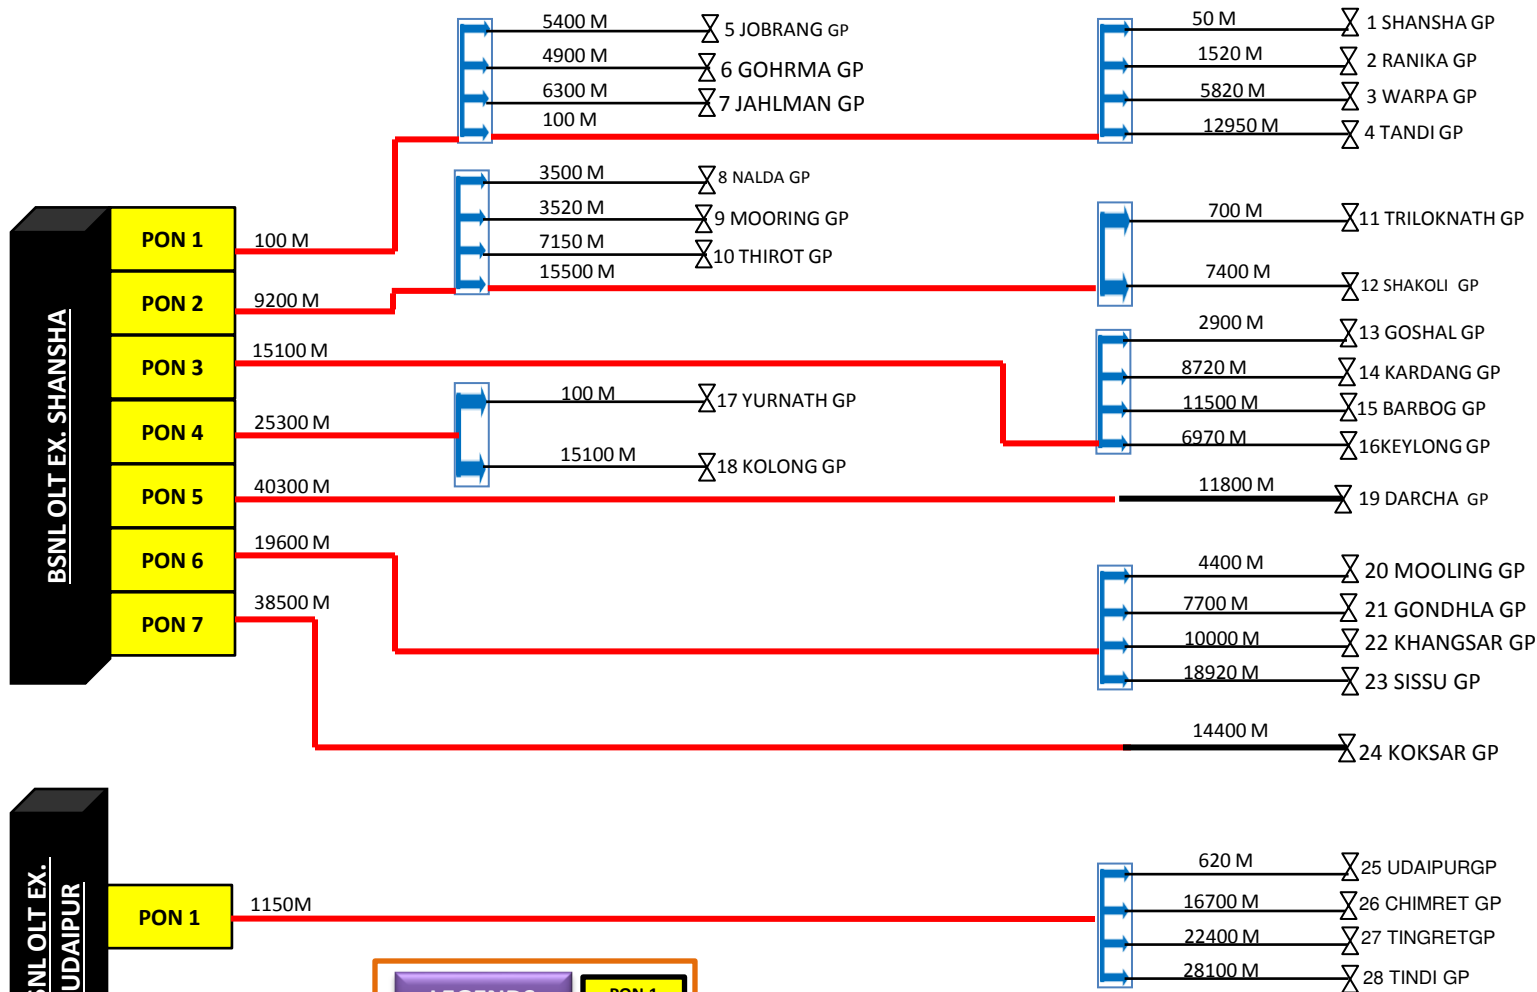 5400 M
5 JOBRANG GP
4900 M
6 GOHRMA GP
6300 M
7 JAHLMAN GP
100 M
50 M
1 SHANSHA GP
1520 M
2 RANIKA GP
5820 M
3 WARPA GP
12950 M
4 TANDI GP
3500 M
8 NALDA GP
3520 M
9 MOORING GP
7150 M
10 THIROT GP
15500 M
700 M
11 TRILOKNATH GP
7400 M
12 SHAKOLI GP
BSNL OLT EX. SHANSHA
PON 1
100 M
PON 2
9200 M
PON 3
15100 M
PON 4
25300 M
PON 5
40300 M
PON 6
19600 M
PON 7
38500 M
2900 M
13 GOSHAL GP
8720 M
14 KARDANG GP
11500 M
15 BARBOG GP
6970 M
16KEYLONG GP
100 M
17 YURNATH GP
15100 M
18 KOLONG GP
11800 M
19 DARCHA GP
4400 M
20 MOOLING GP
7700 M
21 GONDHLA GP
10000 M
22 KHANGSAR GP
18920 M
23 SISSU GP
14400 M
24 KOKSAR GP
SNL OLT EX.
UDAIPUR
PON 1
1150M
620 M
25 UDAIPURGP
16700 M
26 CHIMRET GP
22400 M
27 TINGRETGP
28100 M
28 TINDI GP
LEGENDS
PON 1